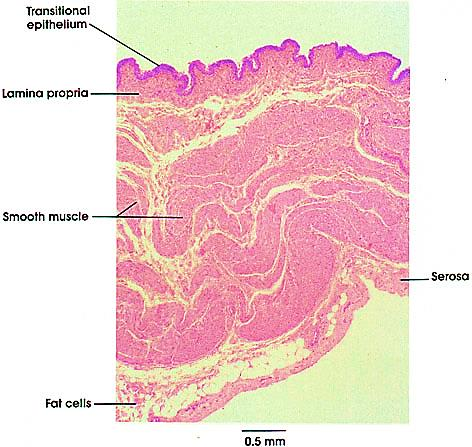 Transitional
epithelium
Lamina propria
Smooth muscle
Serosa
Fat cells
0.5 mm